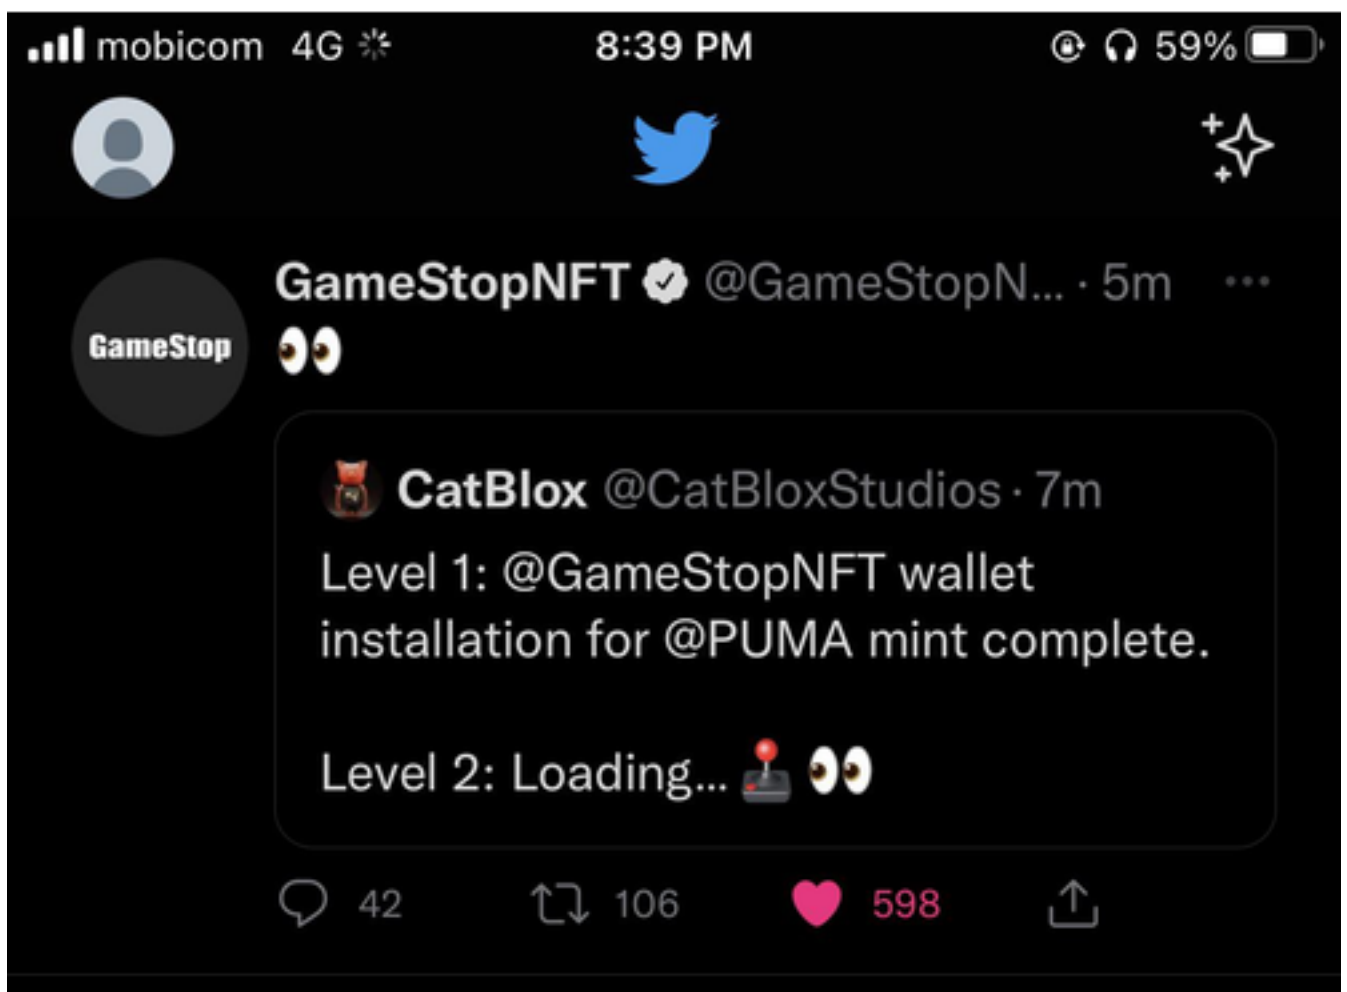 mobicom 4G 8:39 PM 59%
GameStopNFT @GameStopN... · 5m
GameStop
👀
CatBlox @CatBloxStudios · 7m
Level 1: @GameStopNFT wallet
installation for @PUMA mint complete.
Level 2: Loading... 🕹️ 👀
42 106 598